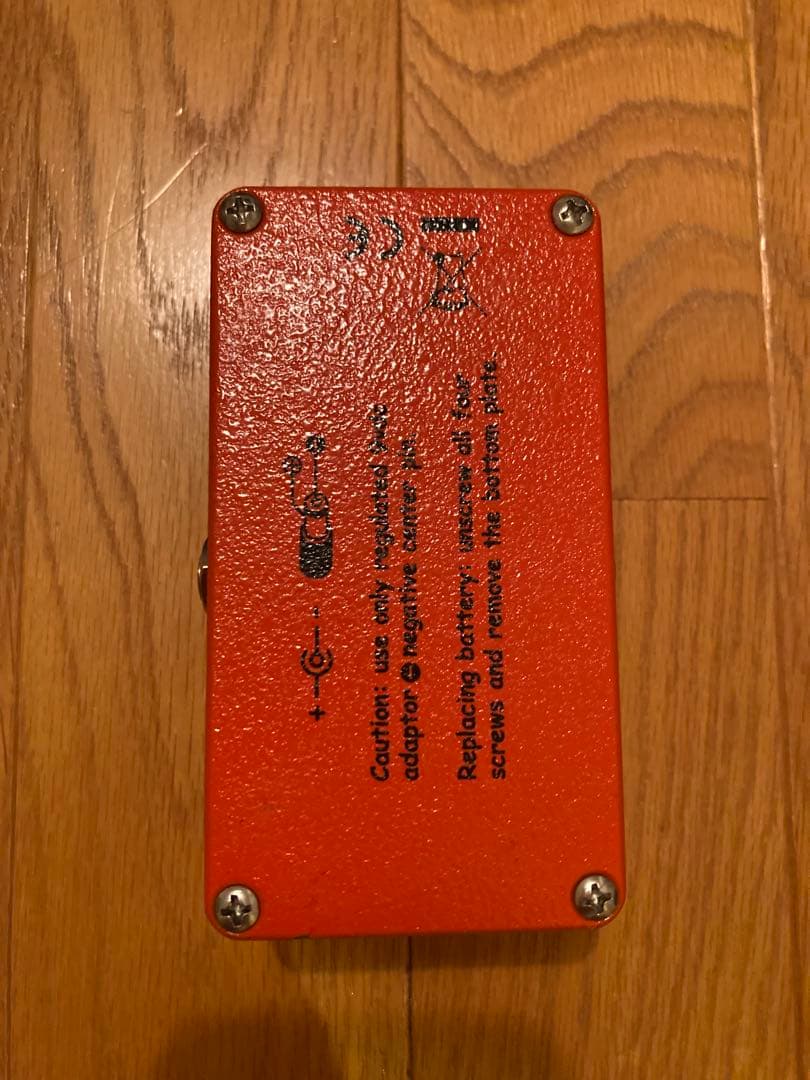 CE
+ -
Caution: use only regulated 9VDC
adaptor ⊖ negative center pin.
Replacing battery: unscrew all four
screws and remove the bottom plate.